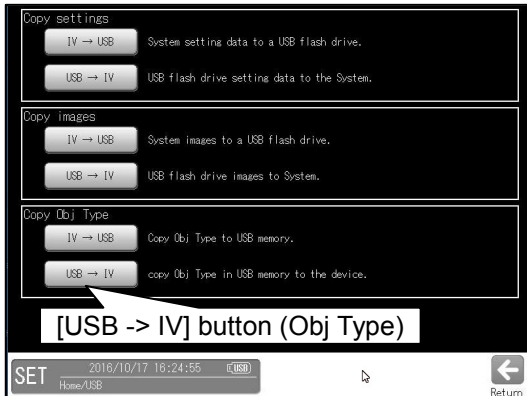 Copy settings
IV → USB System setting data to a USB flash drive.
USB → IV USB flash drive setting data to the System.
Copy images
IV → USB System images to a USB flash drive.
USB → IV USB flash drive images to System.
Copy Obj Type
IV → USB Copy Obj Type to USB memory.
USB → IV copy Obj Type in USB memory to the device.
[USB -> IV] button (Obj Type)
SET 2016/10/17 16:24:55 USB
Home/USB
Return